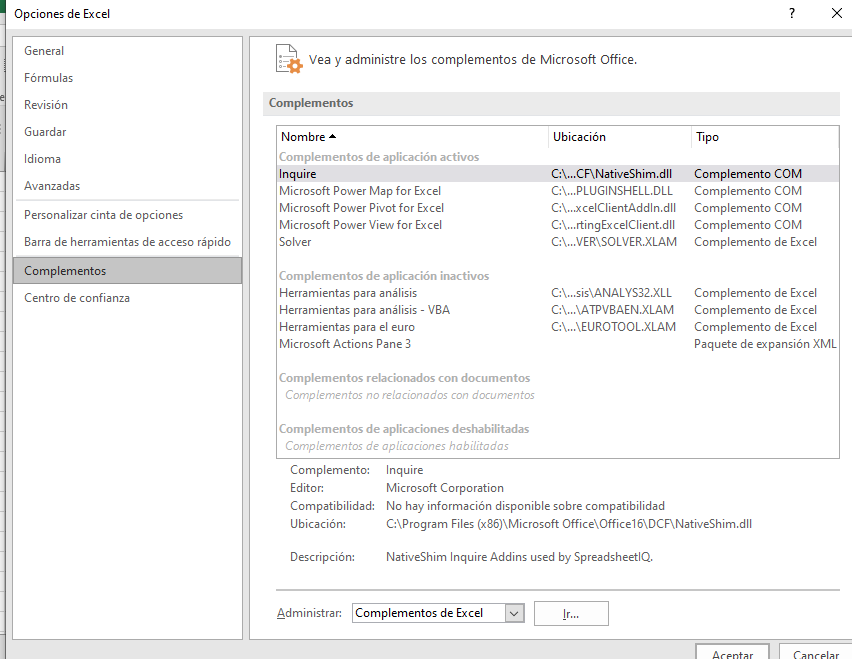 Opciones de Excel ?
General
Fórmulas
Revisión
Guardar
Idioma
Avanzadas
Personalizar cinta de opciones
Barra de herramientas de acceso rápido
Complementos
Centro de confianza
Vea y administre los complementos de Microsoft Office.
Complementos
Nombre Ubicación Tipo
Complementos de aplicación activos
Inquire C:\...CF\NativeShim.dll Complemento COM
Microsoft Power Map for Excel C:\...PLUGINSHELL.DLL Complemento COM
Microsoft Power Pivot for Excel C:\...xcelClientAddIn.dll Complemento COM
Microsoft Power View for Excel C:\...rtingExcelClient.dll Complemento COM
Solver C:\...VER\SOLVER.XLAM Complemento de Excel
Complementos de aplicación inactivos
Herramientas para análisis C:\...sis\ANALYS32.XLL Complemento de Excel
Herramientas para análisis - VBA C:\...\ATPVBAEN.XLAM Complemento de Excel
Herramientas para el euro C:\...\EUROTOOL.XLAM Complemento de Excel
Microsoft Actions Pane 3 Paquete de expansión XML
Complementos relacionados con documentos
Complementos no relacionados con documentos
Complementos de aplicaciones deshabilitadas
Complementos de aplicaciones habilitadas
Complemento: Inquire
Editor: Microsoft Corporation
Compatibilidad: No hay información disponible sobre compatibilidad
Ubicación: C:\Program Files (x86)\Microsoft Office\Office16\DCF\NativeShim.dll
Descripción: NativeShim Inquire Addins used by SpreadsheetIQ.
Administrar: Complementos de Excel Ir...
Aceptar Cancelar